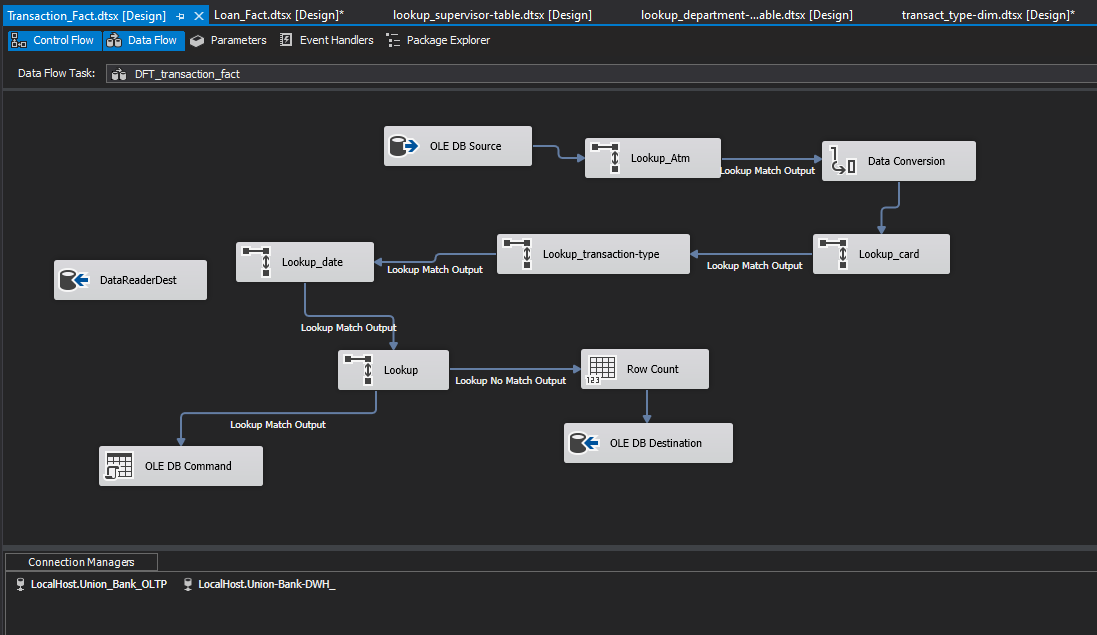 Transaction_Fact.dtsx [Design]
Loan_Fact.dtsx [Design]*
lookup_supervisor-table.dtsx [Design]
lookup_department-...able.dtsx [Design]
transact_type-dim.dtsx [Design]*
Control Flow
Data Flow
Parameters
Event Handlers
Package Explorer
Data Flow Task:
DFT_transaction_fact
OLE DB Source
Lookup_Atm
Lookup Match Output
Data Conversion
Lookup_card
Lookup Match Output
Lookup_transaction-type
Lookup Match Output
Lookup_date
DataReaderDest
Lookup Match Output
Lookup
Lookup No Match Output
Row Count
123
Lookup Match Output
OLE DB Command
OLE DB Destination
Connection Managers
LocalHost.Union_Bank_OLTP
LocalHost.Union-Bank-DWH_